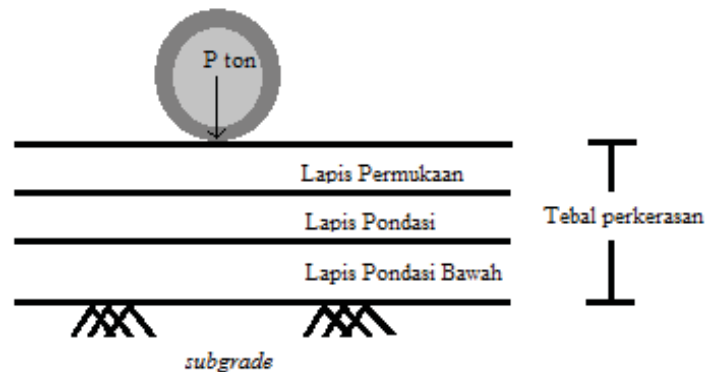 P ton
Lapis Permukaan
Lapis Pondasi
Tebal perkerasan
Lapis Pondasi Bawah
subgrade